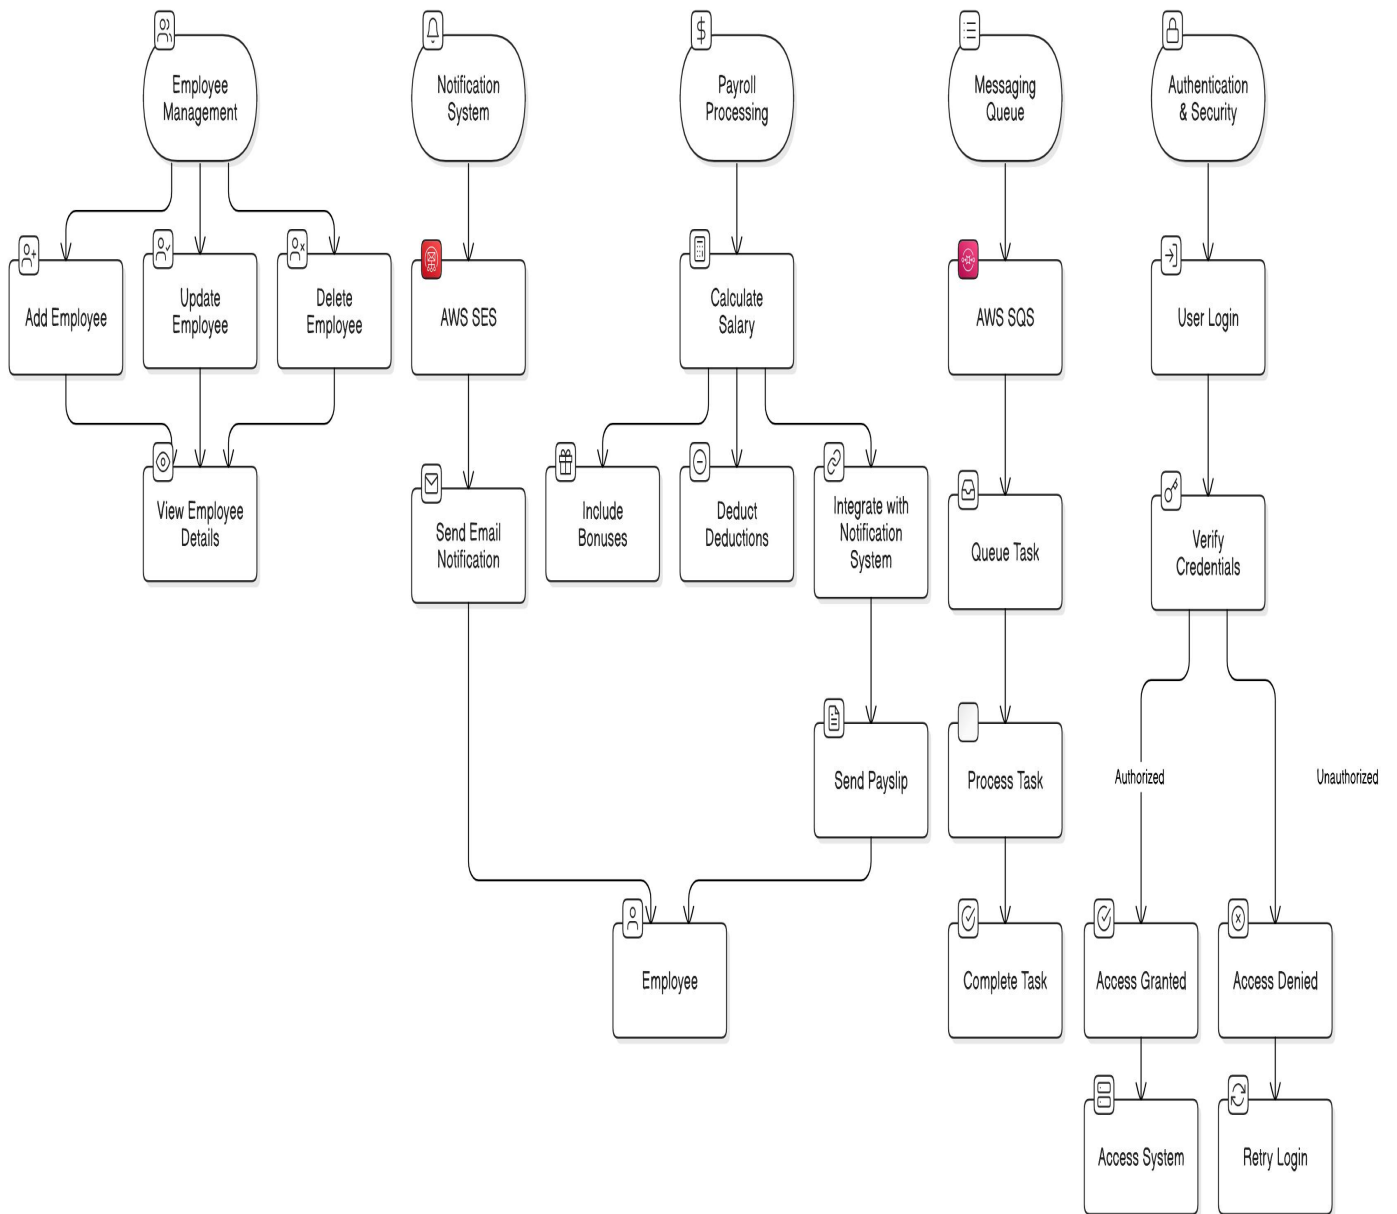 Employee
Management
Notification
System
Payroll
Processing
Messaging
Queue
Authentication
& Security
Add Employee
Update
Employee
Delete
Employee
AWS SES
Calculate
Salary
AWS SQS
User Login
View Employee
Details
Send Email
Notification
Include
Bonuses
Deduct
Deductions
Integrate with
Notification
System
Queue Task
Verify
Credentials
Send Payslip
Process Task
Authorized
Unauthorized
Employee
Complete Task
Access Granted
Access Denied
Access System
Retry Login